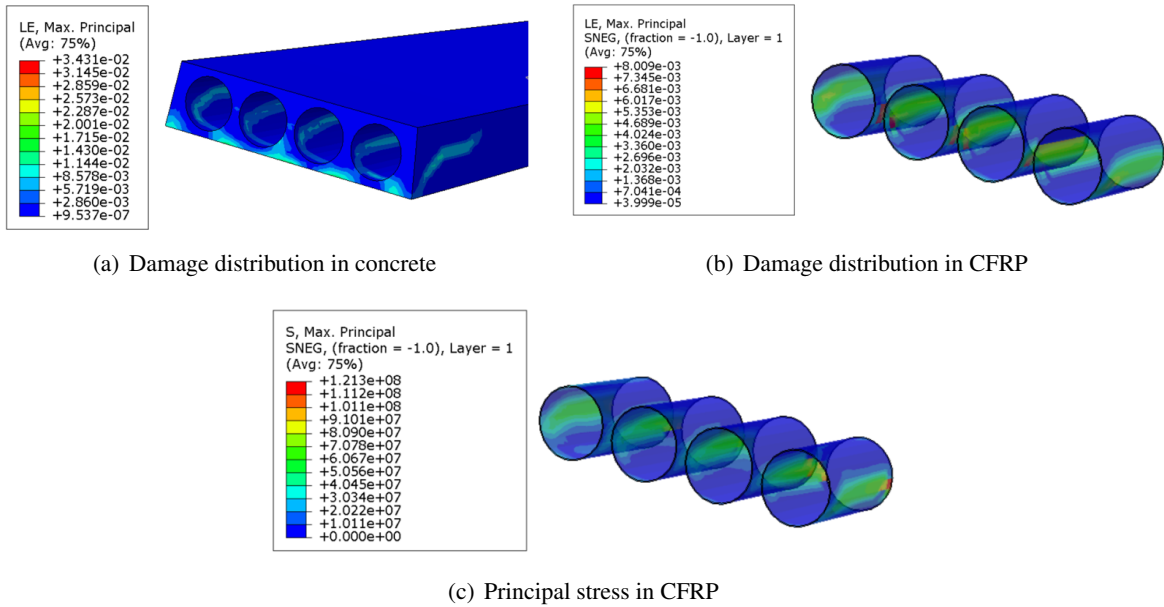 LE, Max. Principal
(Avg: 75%)
+3.431e-02
+3.145e-02
+2.859e-02
+2.573e-02
+2.287e-02
+2.001e-02
+1.715e-02
+1.430e-02
+1.144e-02
+8.578e-03
+5.719e-03
+2.860e-03
+9.537e-07
(a) Damage distribution in concrete
LE, Max. Principal
SNEG, (fraction = -1.0), Layer = 1
(Avg: 75%)
+8.009e-03
+7.345e-03
+6.681e-03
+6.017e-03
+5.353e-03
+4.689e-03
+4.024e-03
+3.360e-03
+2.696e-03
+2.032e-03
+1.368e-03
+7.041e-04
+3.999e-05
(b) Damage distribution in CFRP
S, Max. Principal
SNEG, (fraction = -1.0), Layer = 1
(Avg: 75%)
+1.213e+08
+1.112e+08
+1.011e+08
+9.101e+07
+8.090e+07
+7.078e+07
+6.067e+07
+5.056e+07
+4.045e+07
+3.034e+07
+2.022e+07
+1.011e+07
+0.000e+00
(c) Principal stress in CFRP